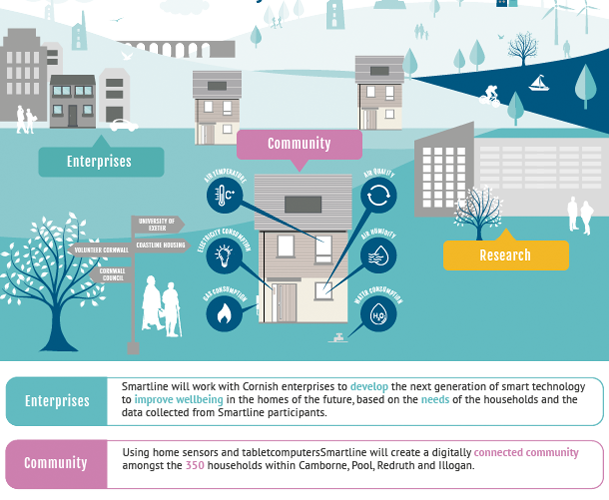 Enterprises
Community
AIR TEMPERATURE
AIR QUALITY
ELECTRICITY CONSUMPTION
AIR HUMIDITY
GAS CONSUMPTION
WATER CONSUMPTION
C°
H₂O
UNIVERSITY OF
EXETER
COASTLINE HOUSING
VOLUNTEER CORNWALL
CORNWALL
COUNCIL
Research
Enterprises
Smartline will work with Cornish enterprises to develop the next generation of smart technology
to improve wellbeing in the homes of the future, based on the needs of the households and the
data collected from Smartline participants.
Community
Using home sensors and tabletcomputersSmartline will create a digitally connected community
amongst the 350 households within Camborne, Pool, Redruth and Illogan.